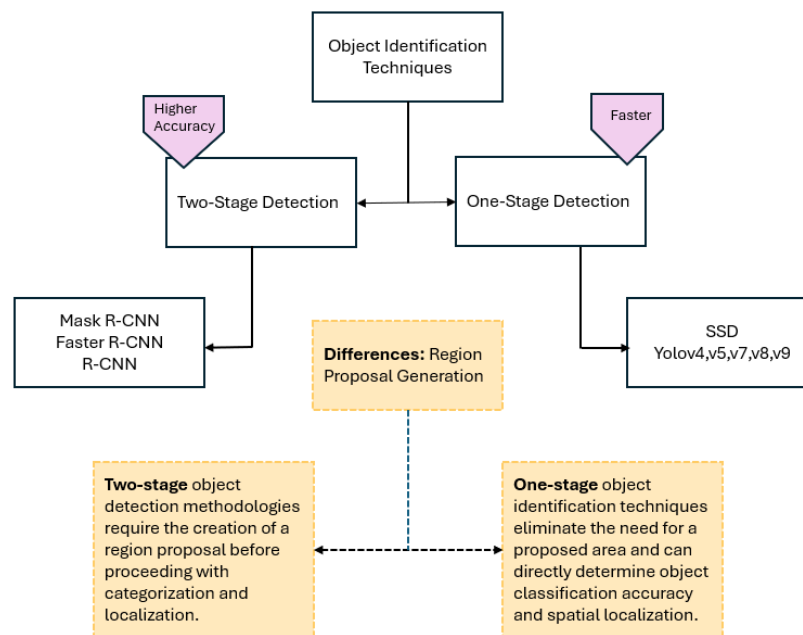 Object Identification
Techniques
Higher
Accuracy
Faster
Two-Stage Detection
One-Stage Detection
Mask R-CNN
Faster R-CNN
R-CNN
SSD
Yolov4,v5,v7,v8,v9
Differences: Region
Proposal Generation
Two-stage object
detection methodologies
require the creation of a
region proposal before
proceeding with
categorization and
localization.
One-stage object
identification techniques
eliminate the need for a
proposed area and can
directly determine object
classification accuracy
and spatial localization.